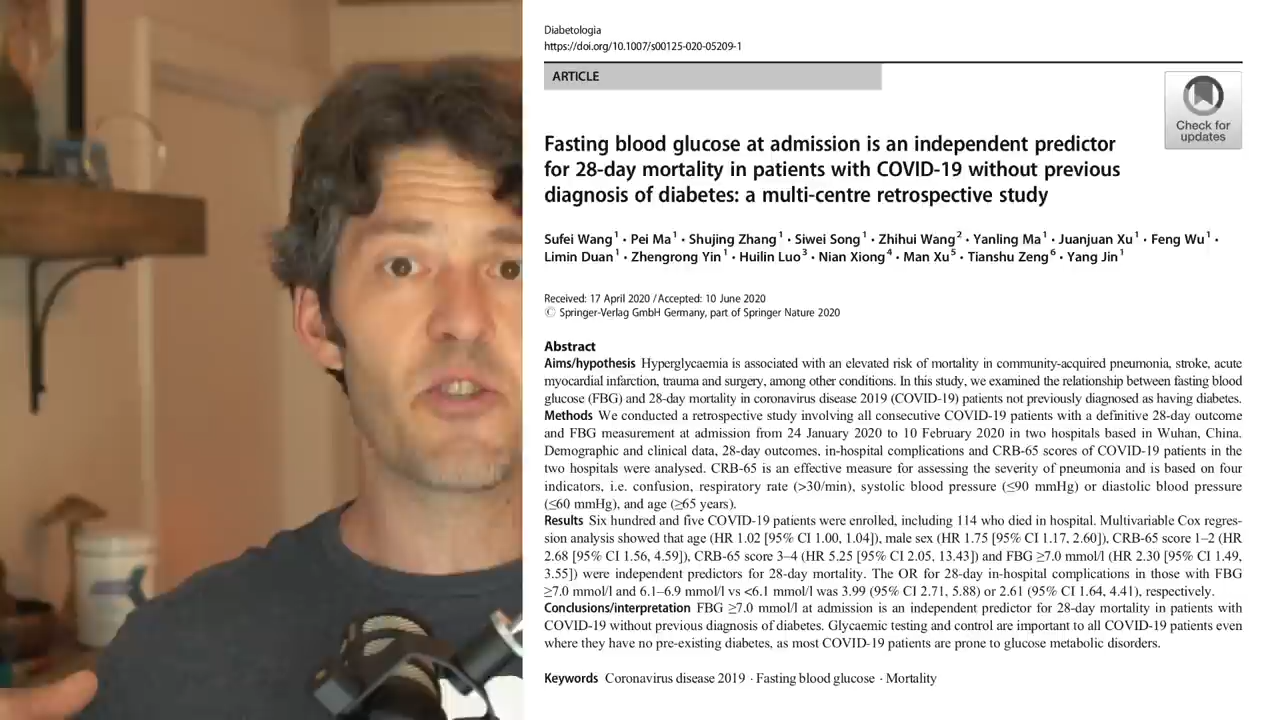 Diabetologia
https://doi.org/10.1007/s00125-020-05209-1
ARTICLE
Check for
updates
Fasting blood glucose at admission is an independent predictor
for 28-day mortality in patients with COVID-19 without previous
diagnosis of diabetes: a multi-centre retrospective study
Sufei Wang1 · Pei Ma1 · Shujing Zhang1 · Siwei Song1 · Zhihui Wang2 · Yanling Ma1 · Juanjuan Xu1 · Feng Wu1 ·
Limin Duan1 · Zhengrong Yin1 · Huilin Luo3 · Nian Xiong4 · Man Xu5 · Tianshu Zeng6 · Yang Jin1
Received: 17 April 2020 / Accepted: 10 June 2020
© Springer-Verlag GmbH Germany, part of Springer Nature 2020
Abstract
Aims/hypothesis Hyperglycaemia is associated with an elevated risk of mortality in community-acquired pneumonia, stroke, acute
myocardial infarction, trauma and surgery, among other conditions. In this study, we examined the relationship between fasting blood
glucose (FBG) and 28-day mortality in coronavirus disease 2019 (COVID-19) patients not previously diagnosed as having diabetes.
Methods We conducted a retrospective study involving all consecutive COVID-19 patients with a definitive 28-day outcome
and FBG measurement at admission from 24 January 2020 to 10 February 2020 in two hospitals based in Wuhan, China.
Demographic and clinical data, 28-day outcomes, in-hospital complications and CRB-65 scores of COVID-19 patients in the
two hospitals were analysed. CRB-65 is an effective measure for assessing the severity of pneumonia and is based on four
indicators, i.e. confusion, respiratory rate (>30/min), systolic blood pressure (≤90 mmHg) or diastolic blood pressure
(≤60 mmHg), and age (≥65 years).
Results Six hundred and five COVID-19 patients were enrolled, including 114 who died in hospital. Multivariable Cox regres-
sion analysis showed that age (HR 1.02 [95% CI 1.00, 1.04]), male sex (HR 1.75 [95% CI 1.17, 2.60]), CRB-65 score 1–2 (HR
2.68 [95% CI 1.56, 4.59]), CRB-65 score 3–4 (HR 5.25 [95% CI 2.05, 13.43]) and FBG ≥7.0 mmol/l (HR 2.30 [95% CI 1.49,
3.55]) were independent predictors for 28-day mortality. The OR for 28-day in-hospital complications in those with FBG
≥7.0 mmol/l and 6.1–6.9 mmol/l vs <6.1 mmol/l was 3.99 (95% CI 2.71, 5.88) or 2.61 (95% CI 1.64, 4.41), respectively.
Conclusions/interpretation FBG ≥7.0 mmol/l at admission is an independent predictor for 28-day mortality in patients with
COVID-19 without previous diagnosis of diabetes. Glycaemic testing and control are important to all COVID-19 patients even
where they have no pre-existing diabetes, as most COVID-19 patients are prone to glucose metabolic disorders.
Keywords Coronavirus disease 2019 · Fasting blood glucose · Mortality